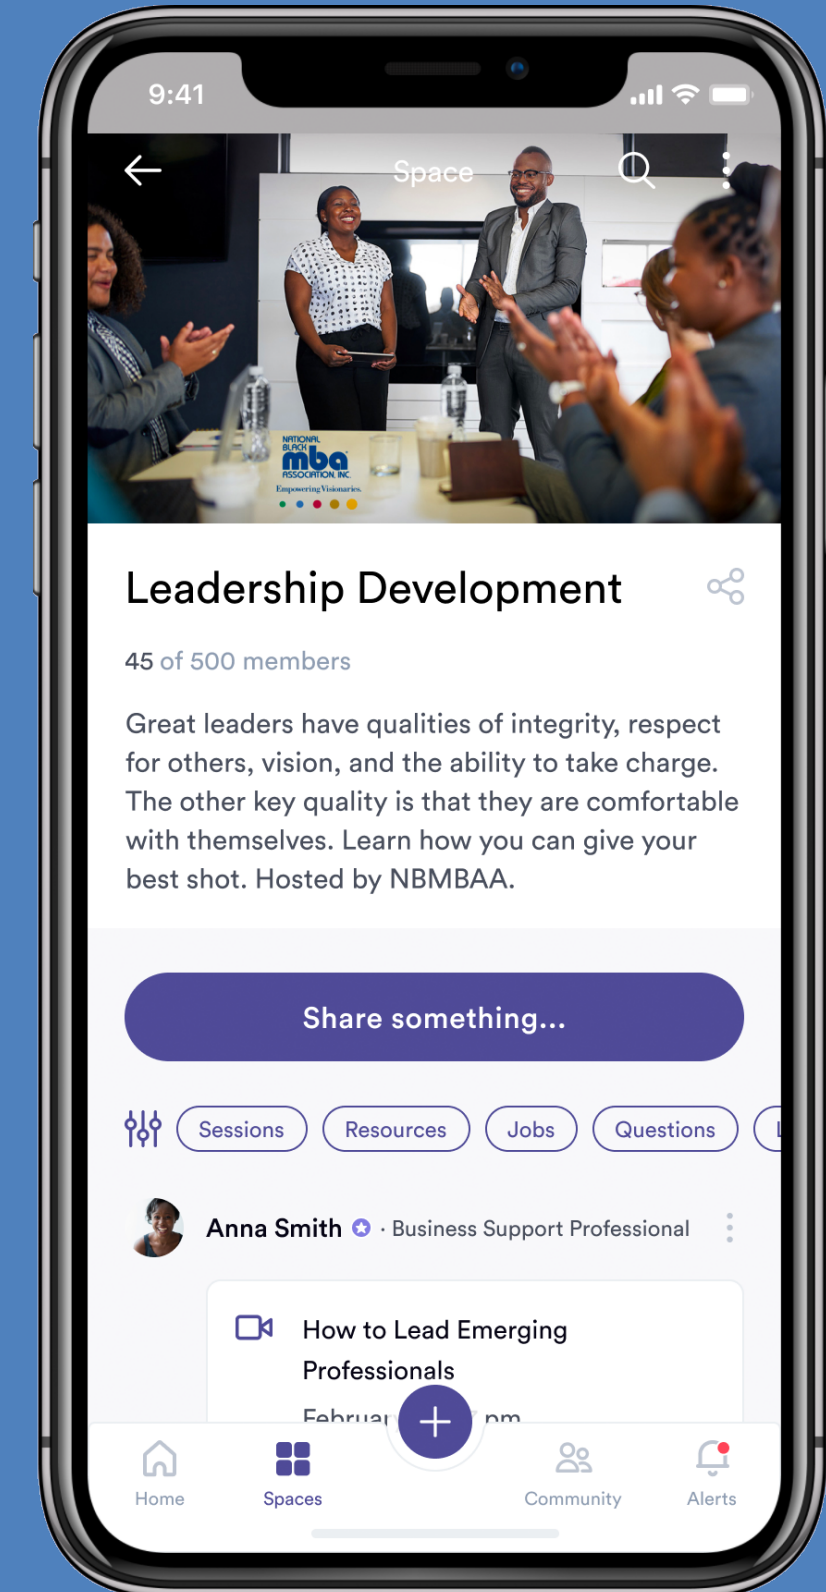 9:41
Space
NATIONAL
BLACK
mba
ASSOCIATION, INC.
Empowering Visionaries.
Leadership Development
45 of 500 members
Great leaders have qualities of integrity, respect
for others, vision, and the ability to take charge.
The other key quality is that they are comfortable
with themselves. Learn how you can give your
best shot. Hosted by NBMBAA.
Share something...
Sessions
Resources
Jobs
Questions
Anna Smith · Business Support Professional
How to Lead Emerging
Professionals
pm
Home
Spaces
Community
Alerts